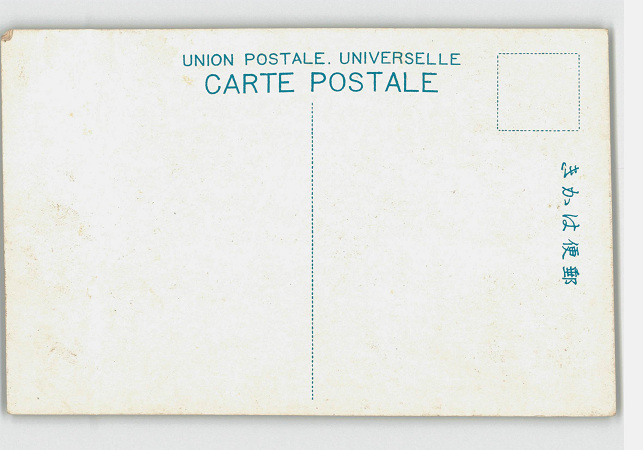 UNION POSTALE. UNIVERSELLE
CARTE POSTALE
郵便はかき